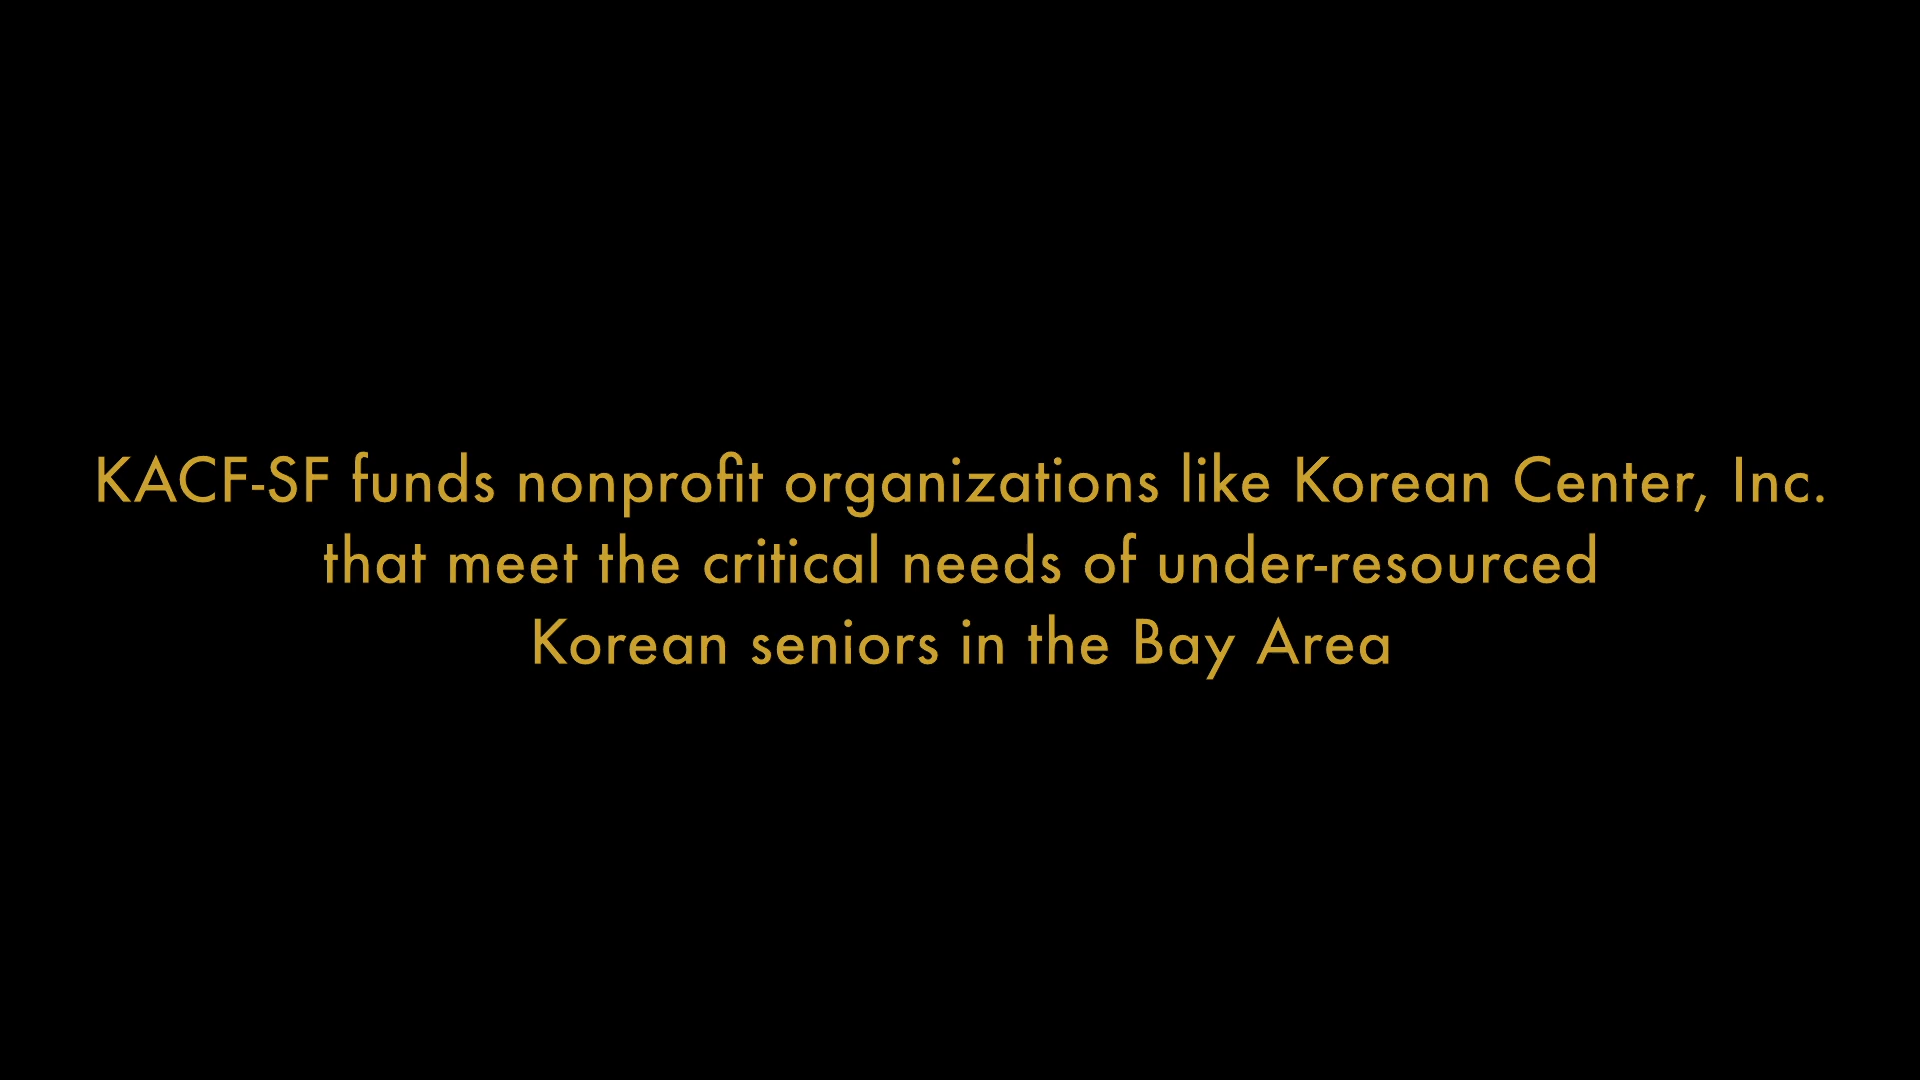 KACF-SF funds nonprofit organizations like Korean Center, Inc.
that meet the critical needs of under-resourced
Korean seniors in the Bay Area